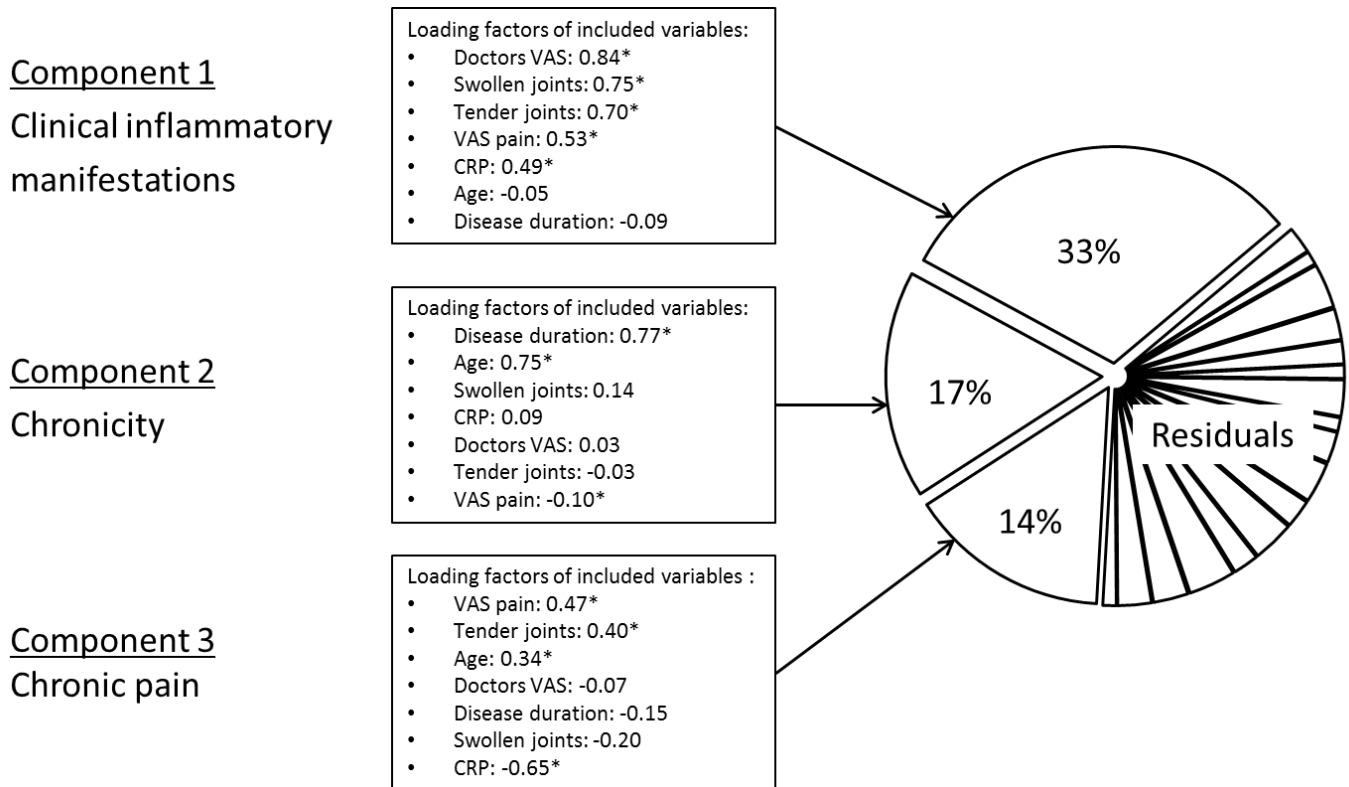 Component 1
Clinical inflammatory
manifestations
Loading factors of included variables:
• Doctors VAS: 0.84*
• Swollen joints: 0.75*
• Tender joints: 0.70*
• VAS pain: 0.53*
• CRP: 0.49*
• Age: -0.05
• Disease duration: -0.09
33%
Component 2
Chronicity
Loading factors of included variables:
• Disease duration: 0.77*
• Age: 0.75*
• Swollen joints: 0.14
• CRP: 0.09
• Doctors VAS: 0.03
• Tender joints: -0.03
• VAS pain: -0.10*
17%
Residuals
Component 3
Chronic pain
Loading factors of included variables :
• VAS pain: 0.47*
• Tender joints: 0.40*
• Age: 0.34*
• Doctors VAS: -0.07
• Disease duration: -0.15
• Swollen joints: -0.20
• CRP: -0.65*
14%